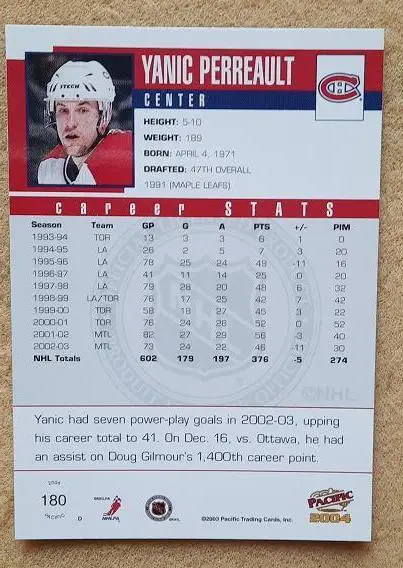 YANIC PERREAULT
CENTER
HEIGHT: 5-10
WEIGHT: 189
BORN: APRIL 4, 1971
DRAFTED: 47TH OVERALL
1991 (MAPLE LEAFS)
Career STATS
Season Team GP G A PTS +/- PIM
1993-94 TOR 13 3 3 6 1 0
1994-95 LA 26 2 5 7 3 20
1995-96 LA 78 25 24 49 -11 16
1996-97 LA 41 11 14 25 0 20
1997-98 LA 79 28 20 48 6 32
1998-99 LA/TOR 76 17 25 42 7 42
1999-00 TOR 58 18 27 45 3 22
2000-01 TOR 76 24 28 52 0 52
2001-02 MTL 82 27 29 56 -3 40
2002-03 MTL 73 24 22 46 -11 30
NHL Totals 602 179 197 376 -5 274
©NHL
Yanic had seven power-play goals in 2002-03, upping
his career total to 41. On Dec. 16, vs. Ottawa, he had
an assist on Doug Gilmour's 1,400th career point.
2004
180
PACIFIC
D
NHLPA
©2003 Pacific Trading Cards, Inc.
PACIFIC
2004